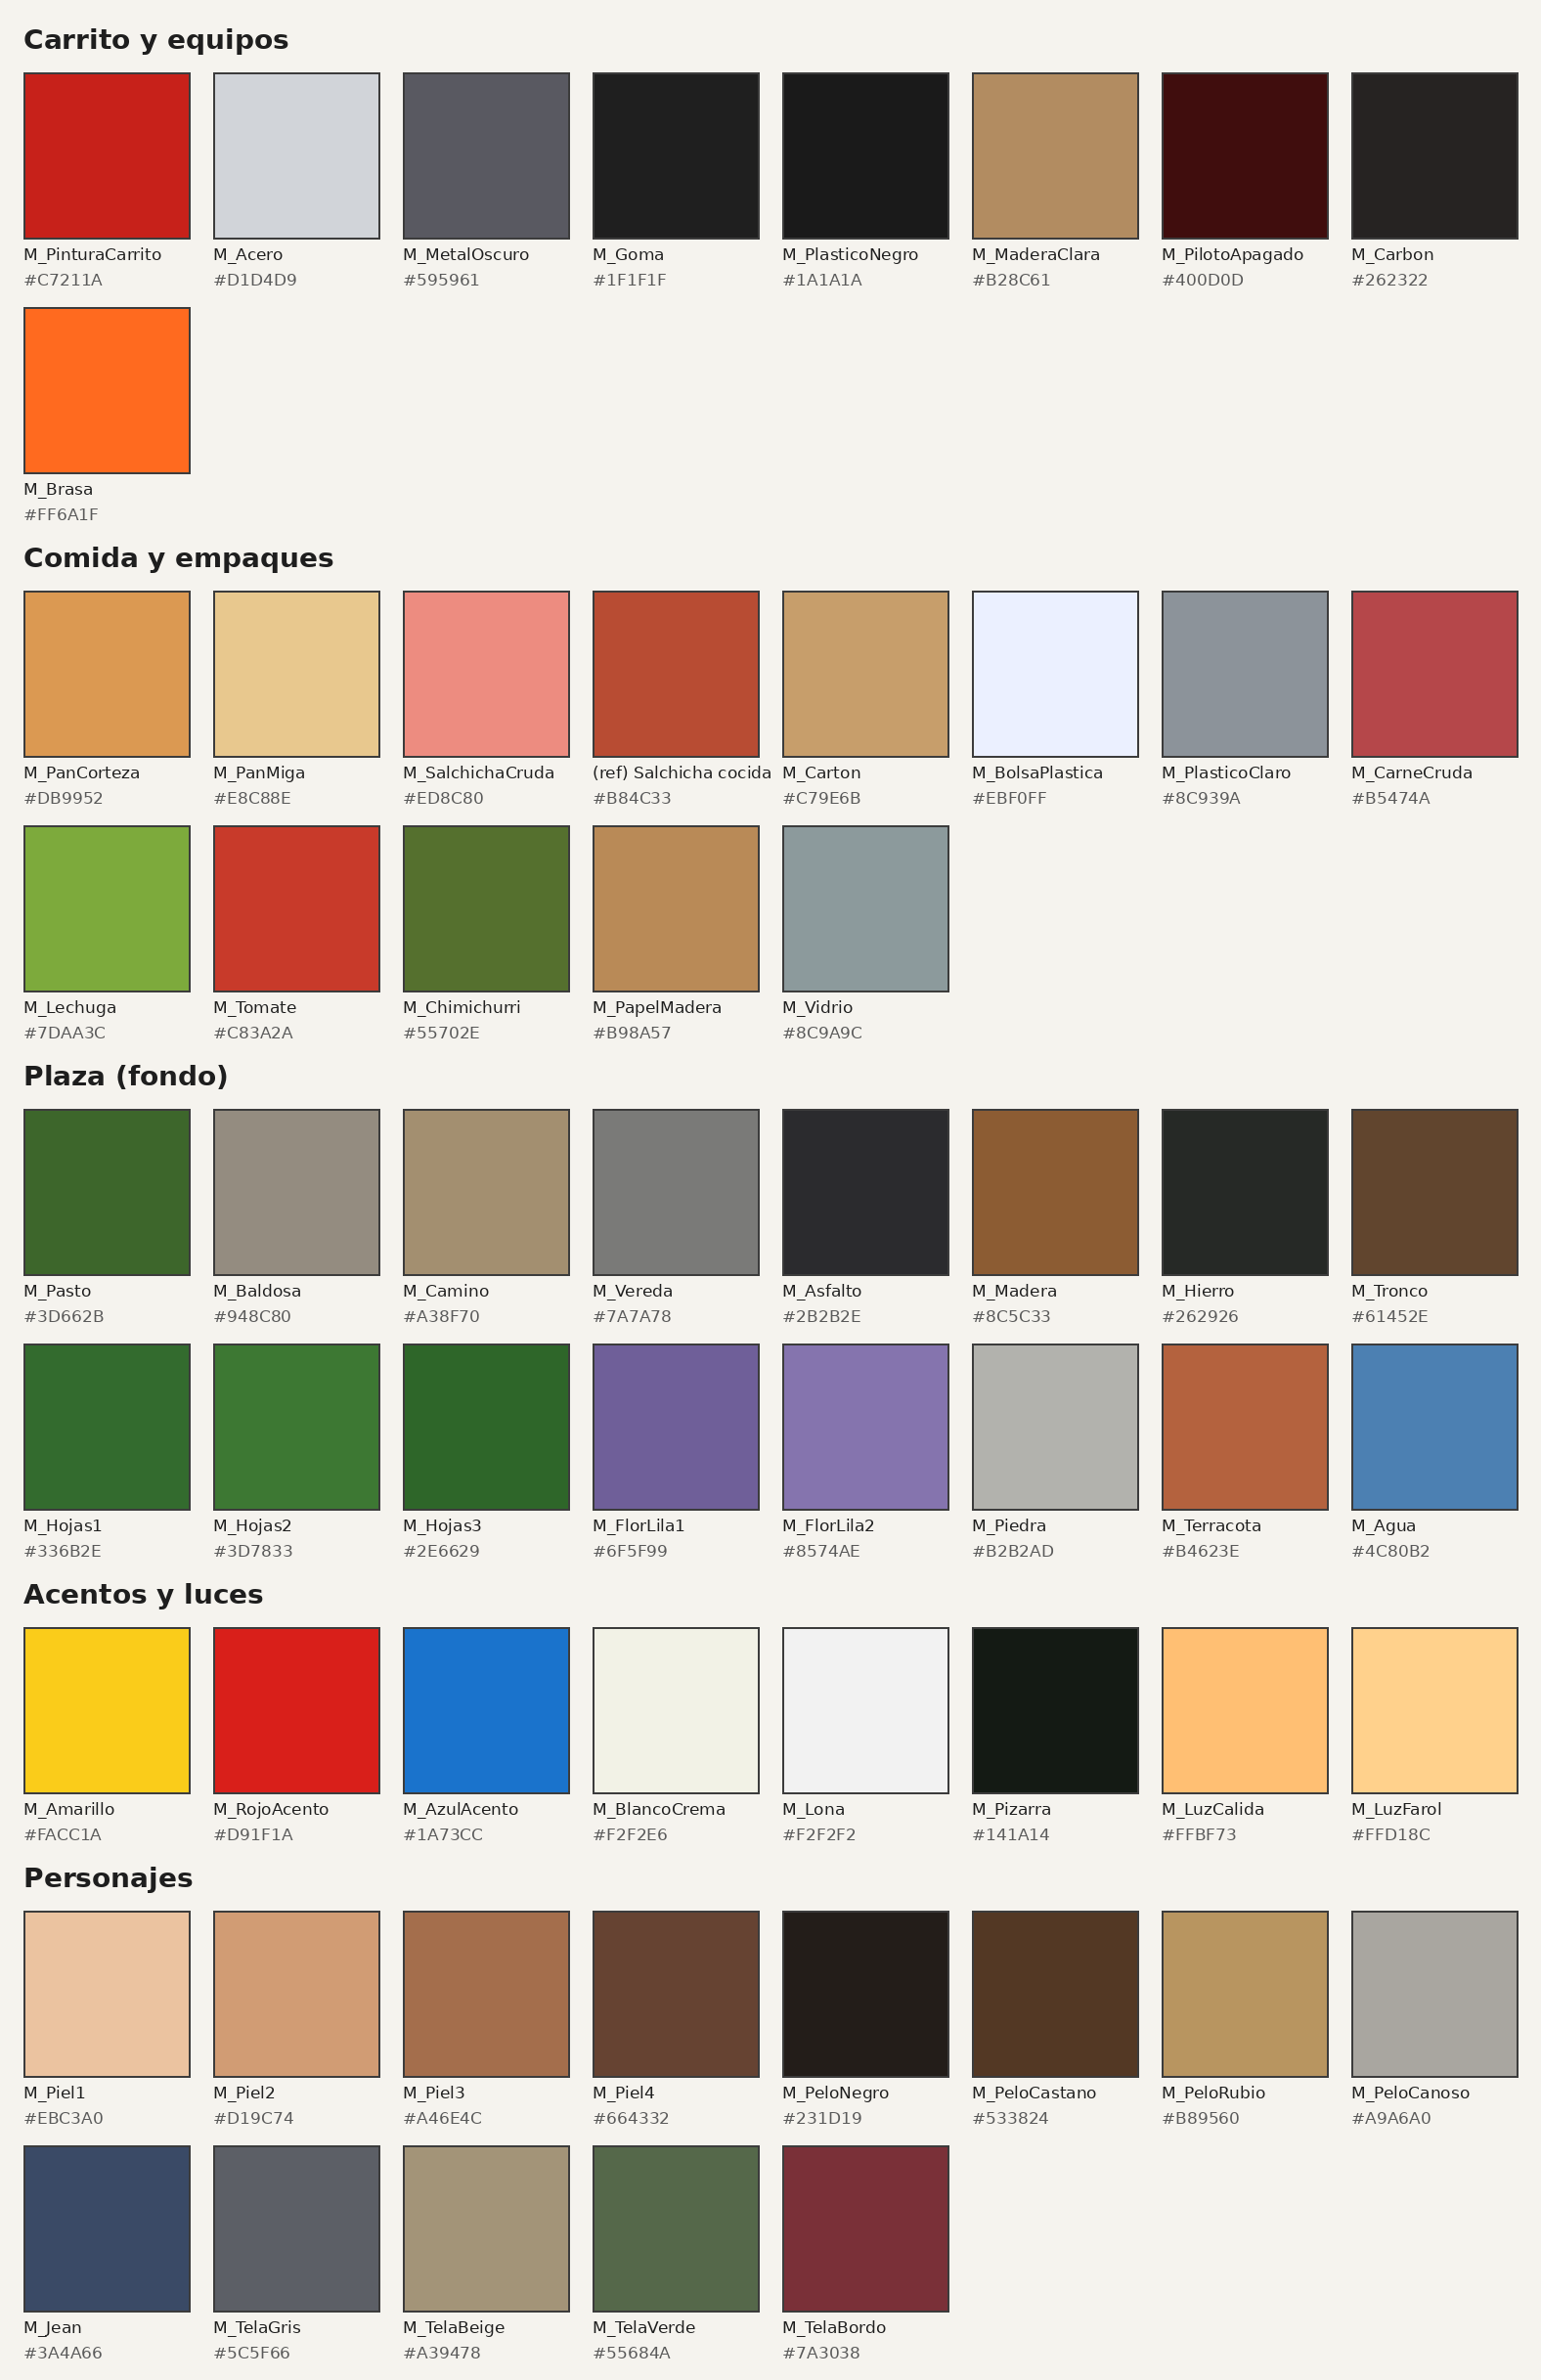 Carrito y equipos
M_PinturaCarrito M_Acero M_MetalOscuro M_Goma M_PlasticoNegro M_MaderaClara M_PilotoApagado M_Carbon
#C7211A #D1D4D9 #595961 #1F1F1F #1A1A1A #B28C61 #400D0D #262322
M_Brasa
#FF6A1F
Comida y empaques
M_PanCorteza M_PanMiga M_SalchichaCruda (ref) Salchicha cocida M_Carton M_BolsaPlastica M_PlasticoClaro M_CarneCruda
#DB9952 #E8C88E #ED8C80 #B84C33 #C79E6B #EBF0FF #8C939A #B5474A
M_Lechuga M_Tomate M_Chimichurri M_PapelMadera M_Vidrio
#7DAA3C #C83A2A #55702E #B98A57 #8C9A9C
Plaza (fondo)
M_Pasto M_Baldosa M_Camino M_Vereda M_Asfalto M_Madera M_Hierro M_Tronco
#3D662B #948C80 #A38F70 #7A7A78 #2B2B2E #8C5C33 #262926 #61452E
M_Hojas1 M_Hojas2 M_Hojas3 M_FlorLila1 M_FlorLila2 M_Piedra M_Terracota M_Agua
#336B2E #3D7833 #2E6629 #6F5F99 #8574AE #B2B2AD #B4623E #4C80B2
Acentos y luces
M_Amarillo M_RojoAcento M_AzulAcento M_BlancoCrema M_Lona M_Pizarra M_LuzCalida M_LuzFarol
#FACC1A #D91F1A #1A73CC #F2F2E6 #F2F2F2 #141A14 #FFBF73 #FFD18C
Personajes
M_Piel1 M_Piel2 M_Piel3 M_Piel4 M_PeloNegro M_PeloCastano M_PeloRubio M_PeloCanoso
#EBC3A0 #D19C74 #A46E4C #664332 #231D19 #533824 #B89560 #A9A6A0
M_Jean M_TelaGris M_TelaBeige M_TelaVerde M_TelaBordo
#3A4A66 #5C5F66 #A39478 #55684A #7A3038